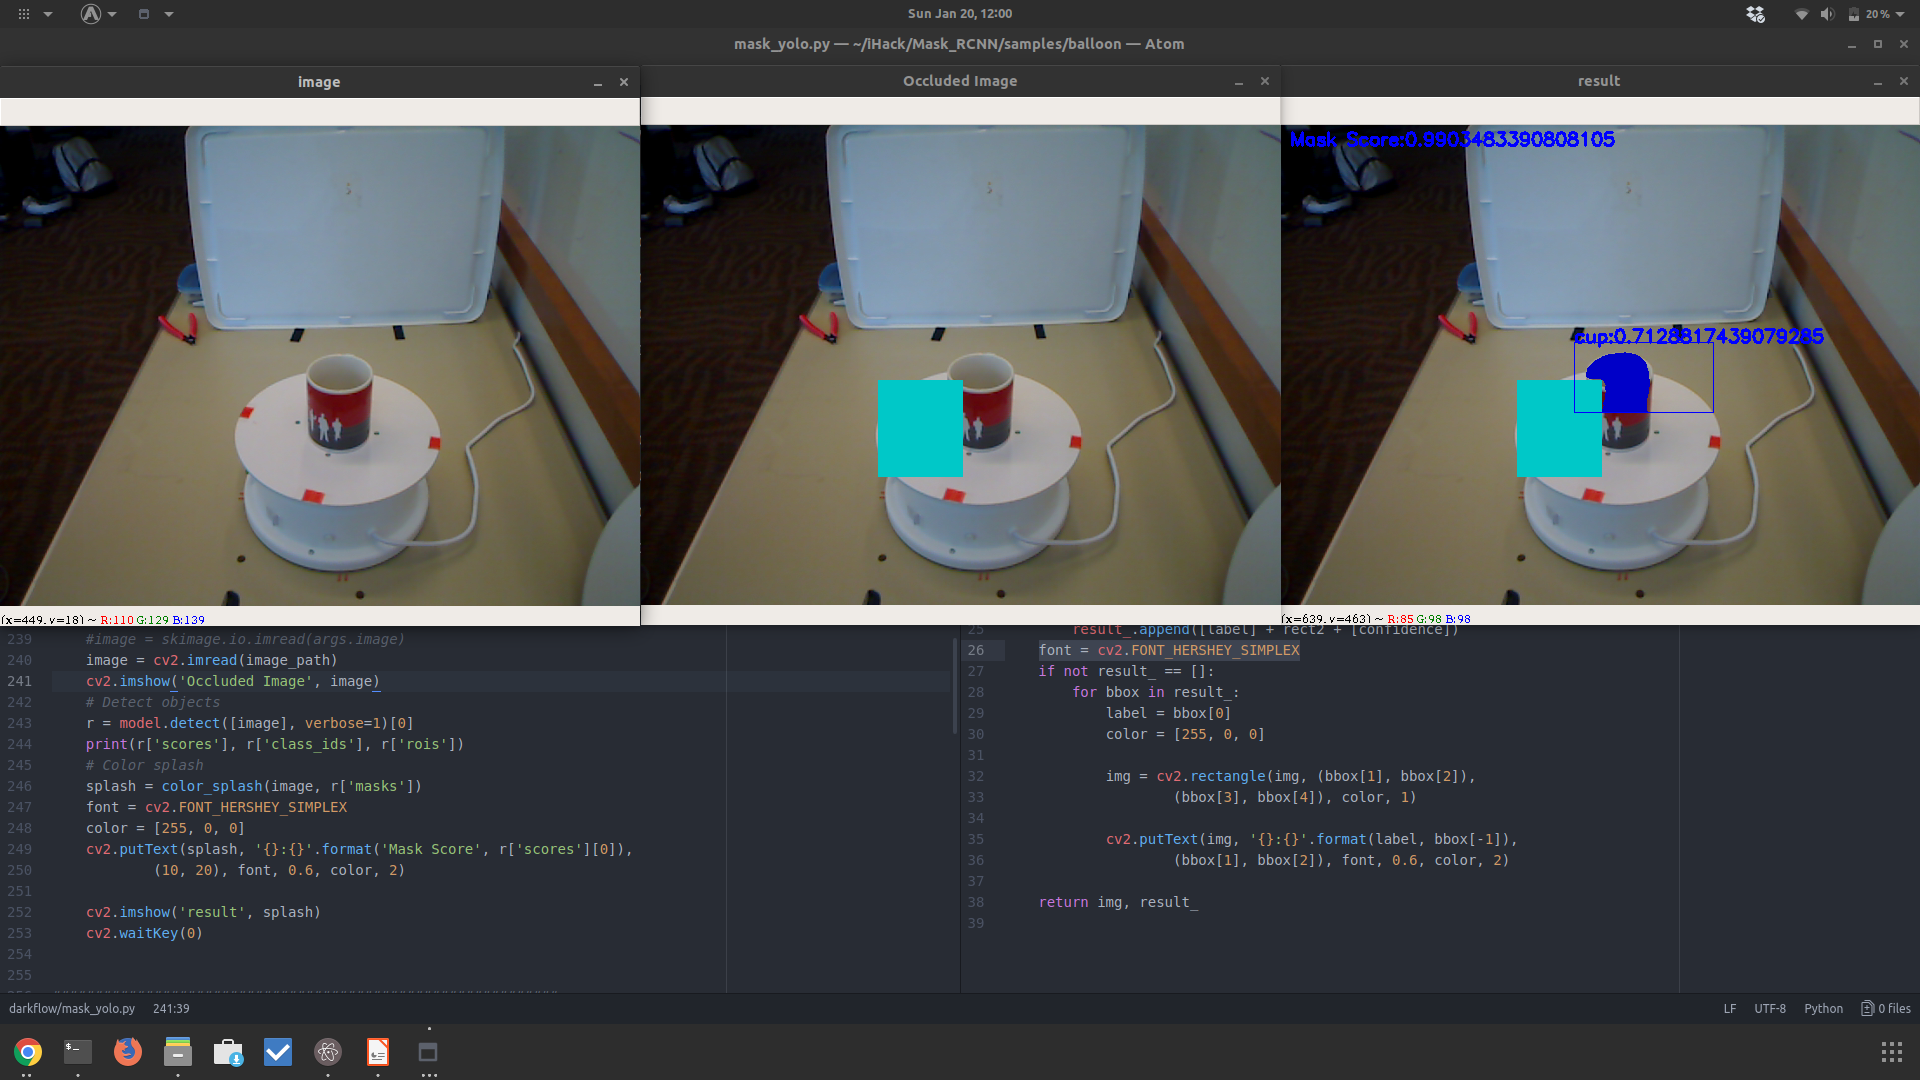 Sun Jan 20, 12:00
20 %
mask_yolo.py — ~/iHack/Mask_RCNN/samples/balloon — Atom
image
Occluded Image
result
Mask Score:0.9903483390808105
cup:0.7128817439079285
(x=449, y=18) ~ R:110 G:129 B:139
(x=639, y=463) ~ R:85 G:98 B:98
239 #image = skimage.io.imread(args.image)
240 image = cv2.imread(image_path)
241 cv2.imshow('Occluded Image', image)
242 # Detect objects
243 r = model.detect([image], verbose=1)[0]
244 print(r['scores'], r['class_ids'], r['rois'])
245 # Color splash
246 splash = color_splash(image, r['masks'])
247 font = cv2.FONT_HERSHEY_SIMPLEX
248 color = [255, 0, 0]
249 cv2.putText(splash, '{}:{}'.format('Mask Score', r['scores'][0]),
250 (10, 20), font, 0.6, color, 2)
251
252 cv2.imshow('result', splash)
253 cv2.waitKey(0)
254
255
25 result_.append([label] + rect2 + [confidence])
26 font = cv2.FONT_HERSHEY_SIMPLEX
27 if not result_ == []:
28 for bbox in result_:
29 label = bbox[0]
30 color = [255, 0, 0]
31
32 img = cv2.rectangle(img, (bbox[1], bbox[2]),
33 (bbox[3], bbox[4]), color, 1)
34
35 cv2.putText(img, '{}:{}'.format(label, bbox[-1]),
36 (bbox[1], bbox[2]), font, 0.6, color, 2)
37
38 return img, result_
39
darkflow/mask_yolo.py 241:39
LF UTF-8 Python 0 files